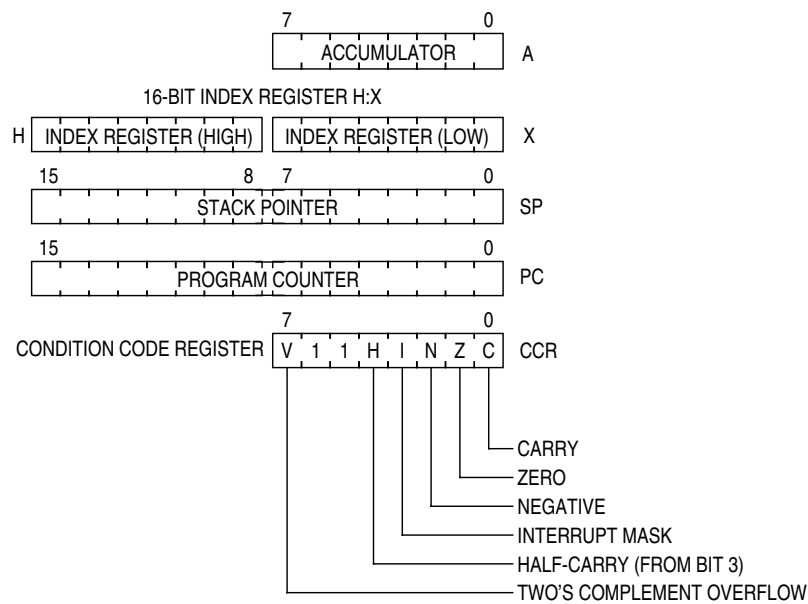 7 0
ACCUMULATOR A
16-BIT INDEX REGISTER H:X
H INDEX REGISTER (HIGH) INDEX REGISTER (LOW) X
15 8 7 0
STACK POINTER SP
15 0
PROGRAM COUNTER PC
7 0
CONDITION CODE REGISTER V 1 1 H I N Z C CCR
CARRY
ZERO
NEGATIVE
INTERRUPT MASK
HALF-CARRY (FROM BIT 3)
TWO'S COMPLEMENT OVERFLOW